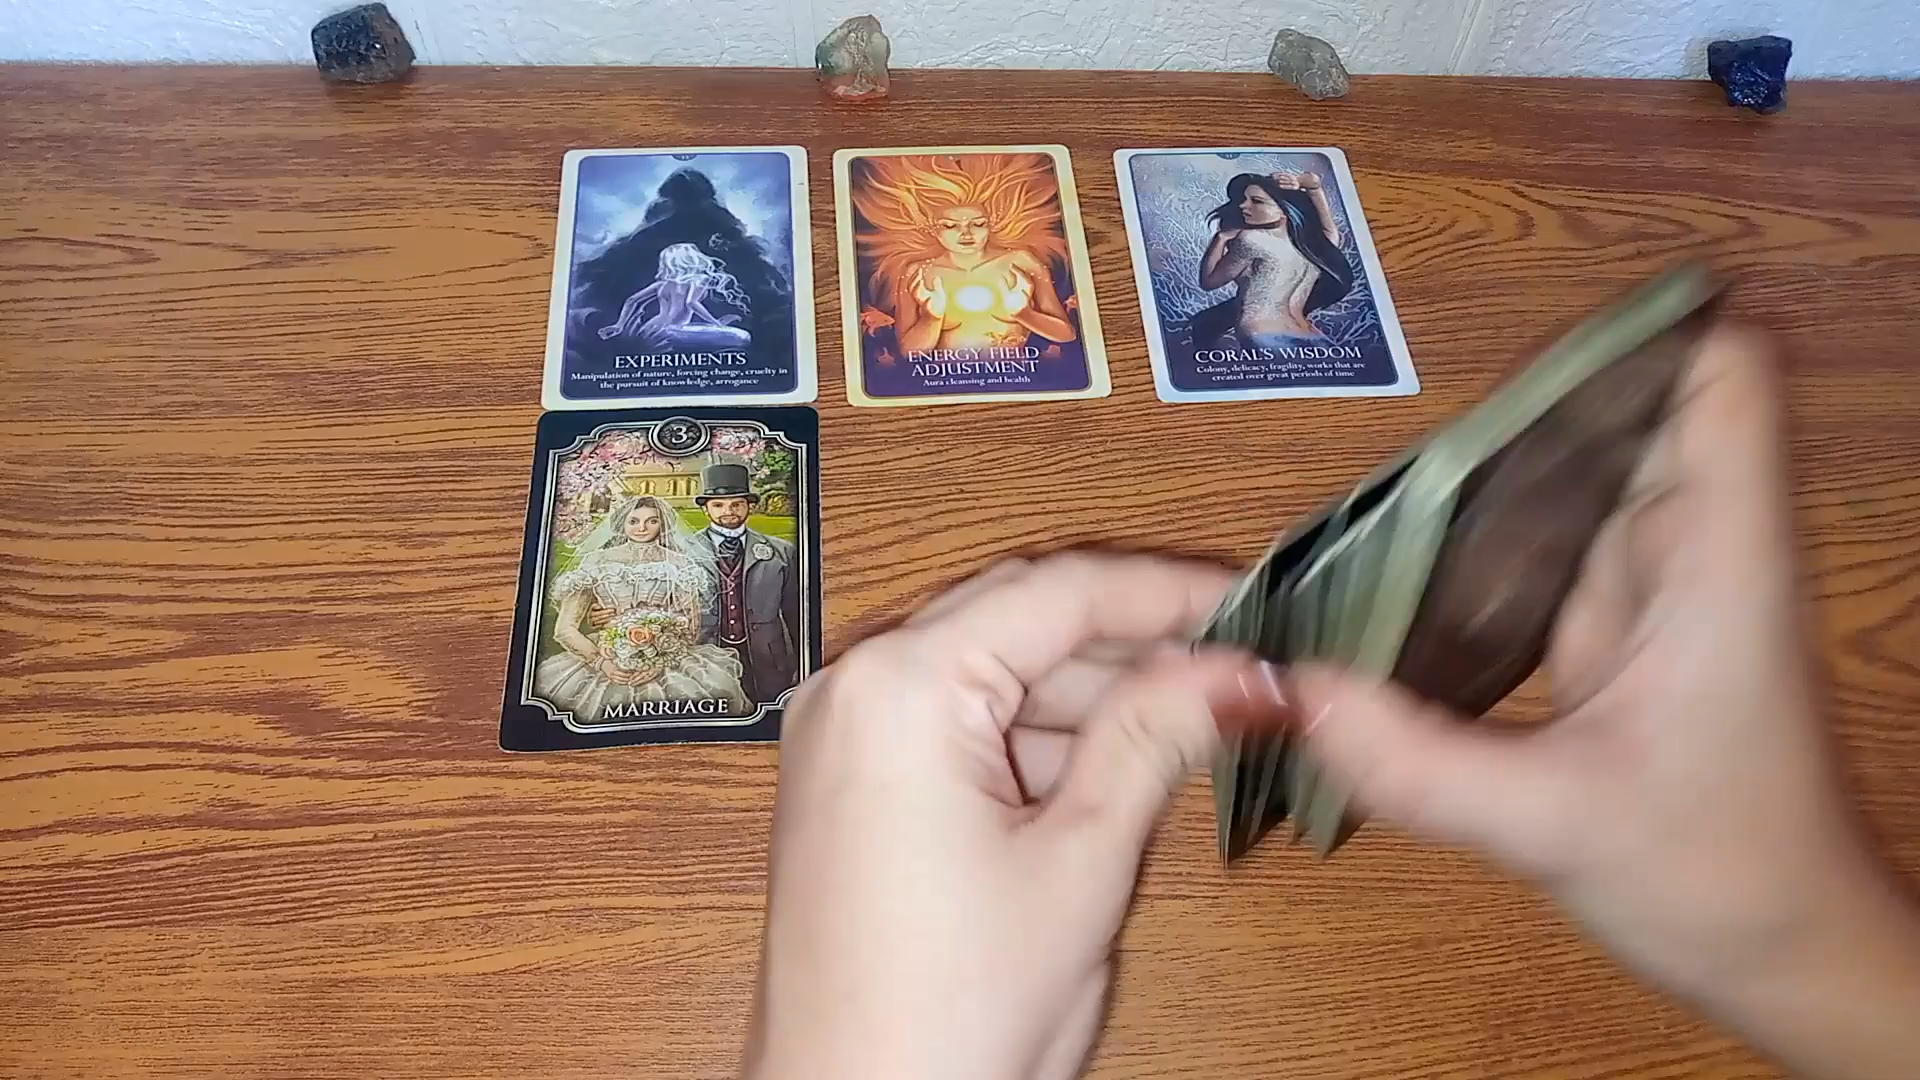 EXPERIMENTS
Manipulation of nature, forcing change, cruelty in
the pursuit of knowledge, arrogance
ENERGY FIELD
ADJUSTMENT
Aura cleansing and health
CORAL'S WISDOM
Colony, delicacy, fragility, works that are
created over great periods of time
3
MARRIAGE